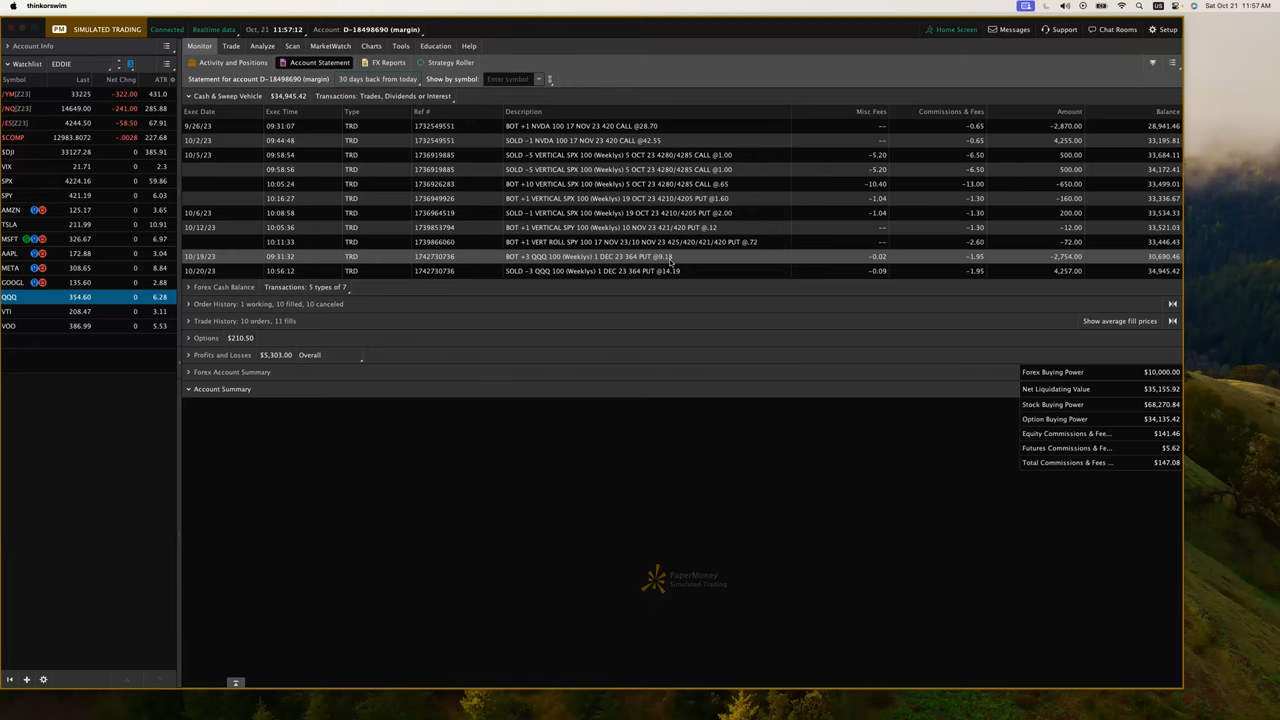 thinkorswim
Sat Oct 21 11:57 AM
PM SIMULATED TRADING Connected Realtime data Oct, 21 11:57:12 Account: D-18498690 (margin) Home Screen Messages Support Chat Rooms Setup
Account Info
Monitor Trade Analyze Scan MarketWatch Charts Tools Education Help
Watchlist EDDIE
Activity and Positions Account Statement FX Reports Strategy Roller
Symbol Last Net Chng ATR
Statement for account D-18498690 (margin) 30 days back from today Show by symbol: Enter symbol
/YM[Z23] 33225 -322.00 431.0
/NQ[Z23] 14649.00 -241.00 285.88
/ES[Z23] 4244.50 -58.50 67.91
$COMP 12983.8072 -.0028 227.68
$DJI 33127.28 0 385.91
VIX 21.71 0 2.3
SPX 4224.16 0 59.86
SPY 421.19 0 6.03
AMZN 125.17 0 3.65
TSLA 211.99 0 10.91
MSFT 326.67 0 6.97
AAPL 172.88 0 3.04
META 308.65 0 8.84
GOOGL 135.60 0 2.88
QQQ 354.60 0 6.28
VTI 208.47 0 3.11
VOO 386.99 0 5.53
Cash & Sweep Vehicle $34,945.42 Transactions: Trades, Dividends or Interest
Exec Date Exec Time Type Ref # Description Misc Fees Commissions & Fees Amount Balance
9/26/23 09:31:07 TRD 1732549551 BOT +1 NVDA 100 17 NOV 23 420 CALL @28.70 -- -0.65 -2,870.00 28,941.46
10/2/23 09:44:48 TRD 1732549551 SOLD -1 NVDA 100 17 NOV 23 420 CALL @42.55 -- -0.65 4,255.00 33,195.81
10/5/23 09:58:54 TRD 1736919885 SOLD -5 VERTICAL SPX 100 (Weeklys) 5 OCT 23 4280/4285 CALL @1.00 -5.20 -6.50 500.00 33,684.11
09:58:56 TRD 1736919885 SOLD -5 VERTICAL SPX 100 (Weeklys) 5 OCT 23 4280/4285 CALL @1.00 -5.20 -6.50 500.00 34,172.41
10:05:24 TRD 1736926283 BOT +10 VERTICAL SPX 100 (Weeklys) 5 OCT 23 4280/4285 CALL @.65 -10.40 -13.00 -650.00 33,499.01
10:16:27 TRD 1736949926 BOT +1 VERTICAL SPX 100 (Weeklys) 19 OCT 23 4210/4205 PUT @1.60 -1.04 -1.30 -160.00 33,336.67
10/6/23 10:08:58 TRD 1736964519 SOLD -1 VERTICAL SPX 100 (Weeklys) 19 OCT 23 4210/4205 PUT @2.00 -1.04 -1.30 200.00 33,534.33
10/12/23 10:05:36 TRD 1739853794 BOT +1 VERTICAL SPY 100 (Weeklys) 10 NOV 23 421/420 PUT @.12 -- -1.30 -12.00 33,521.03
10:11:33 TRD 1739866060 BOT +1 VERT ROLL SPY 100 17 NOV 23/10 NOV 23 425/420/421/420 PUT @.72 -- -2.60 -72.00 33,446.43
10/19/23 09:31:32 TRD 1742730736 BOT +3 QQQ 100 (Weeklys) 1 DEC 23 364 PUT @9.18 -0.02 -1.95 -2,754.00 30,690.46
10/20/23 10:56:12 TRD 1742730736 SOLD -3 QQQ 100 (Weeklys) 1 DEC 23 364 PUT @14.19 -0.09 -1.95 4,257.00 34,945.42
Forex Cash Balance Transactions: 5 types of 7
Order History: 1 working, 10 filled, 10 canceled
Trade History: 10 orders, 11 fills Show average fill prices
Options $210.50
Profits and Losses $5,303.00 Overall
Forex Account Summary
Account Summary
Forex Buying Power $10,000.00
Net Liquidating Value $35,155.92
Stock Buying Power $68,270.84
Option Buying Power $34,135.42
Equity Commissions & Fee... $141.46
Futures Commissions & Fe... $5.62
Total Commissions & Fees ... $147.08
PaperMoney
Simulated Trading